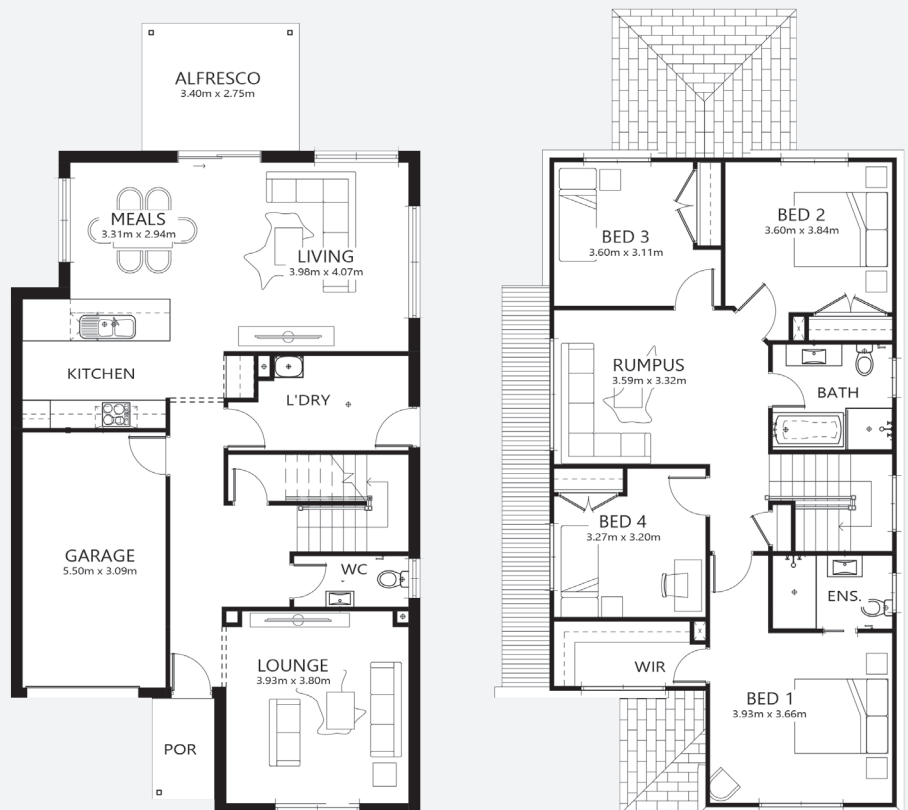 ALFRESCO
3.40m x 2.75m
MEALS
3.31m x 2.94m
LIVING
3.98m x 4.07m
KITCHEN
L'DRY
GARAGE
5.50m x 3.09m
WC
LOUNGE
3.93m x 3.80m
POR
BED 3
3.60m x 3.11m
BED 2
3.60m x 3.84m
RUMPUS
3.59m x 3.32m
BATH
BED 4
3.27m x 3.20m
ENS.
WIR
BED 1
3.93m x 3.66m